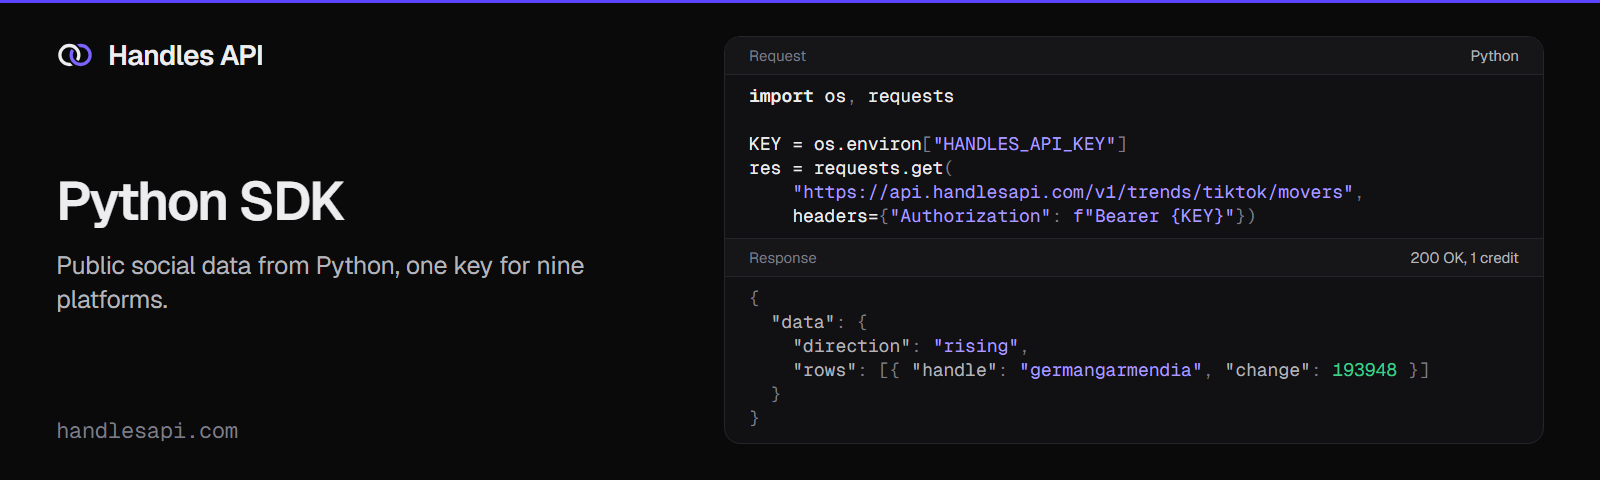 Handles API
Python SDK
Public social data from Python, one key for nine
platforms.
handlesapi.com
Request Python
import os, requests
KEY = os.environ["HANDLES_API_KEY"]
res = requests.get(
    "https://api.handlesapi.com/v1/trends/tiktok/movers",
    headers={"Authorization": f"Bearer {KEY}"})
Response 200 OK, 1 credit
{
  "data": {
    "direction": "rising",
    "rows": [{ "handle": "germangarmendia", "change": 193948 }]
  }
}